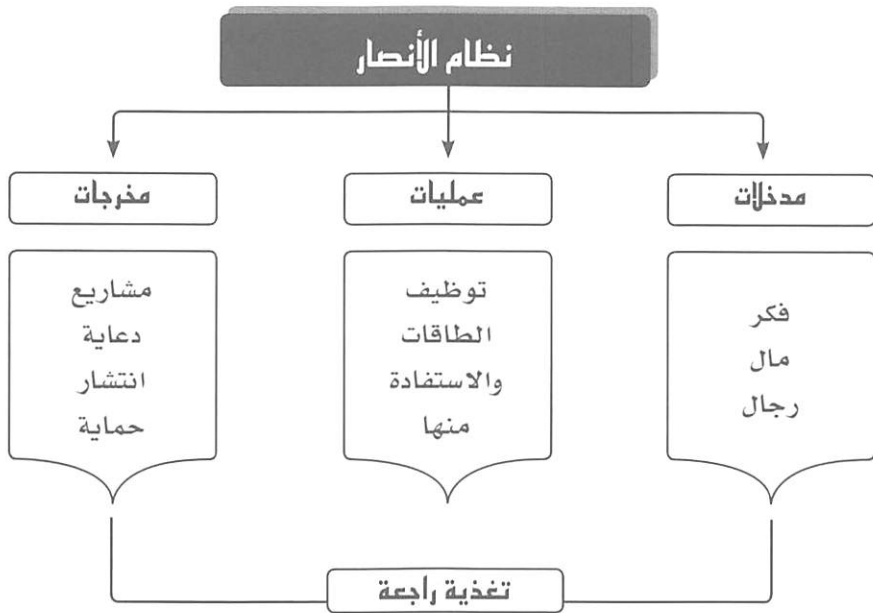 نظام الأنصار
مدخلات
عمليات
مخرجات
فكر
مال
رجال
توظيف
الطاقات
والاستفادة
منها
مشاريع
دعاية
انتشار
حماية
تغذية راجعة